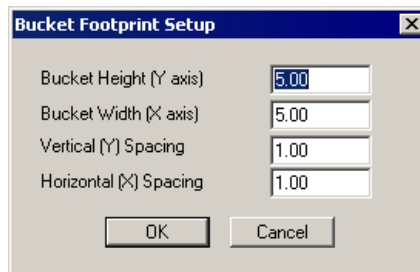 Bucket Footprint Setup
Bucket Height (Y axis) 5.00
Bucket Width (X axis) 5.00
Vertical (Y) Spacing 1.00
Horizontal (X) Spacing 1.00
OK Cancel